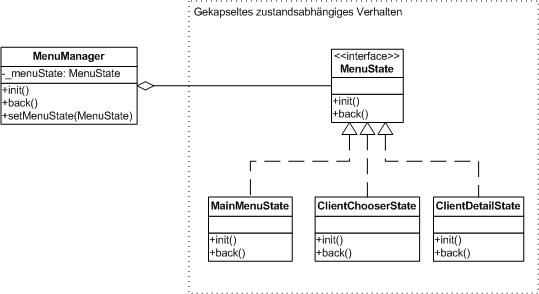 Gekapseltes zustandsabhängiges Verhalten
MenuManager
-_menuState: MenuState
+init()
+back()
+setMenuState(MenuState)
<<interface>>
MenuState
+init()
+back()
MainMenuState
+init()
+back()
ClientChooserState
+init()
+back()
ClientDetailState
+init()
+back()